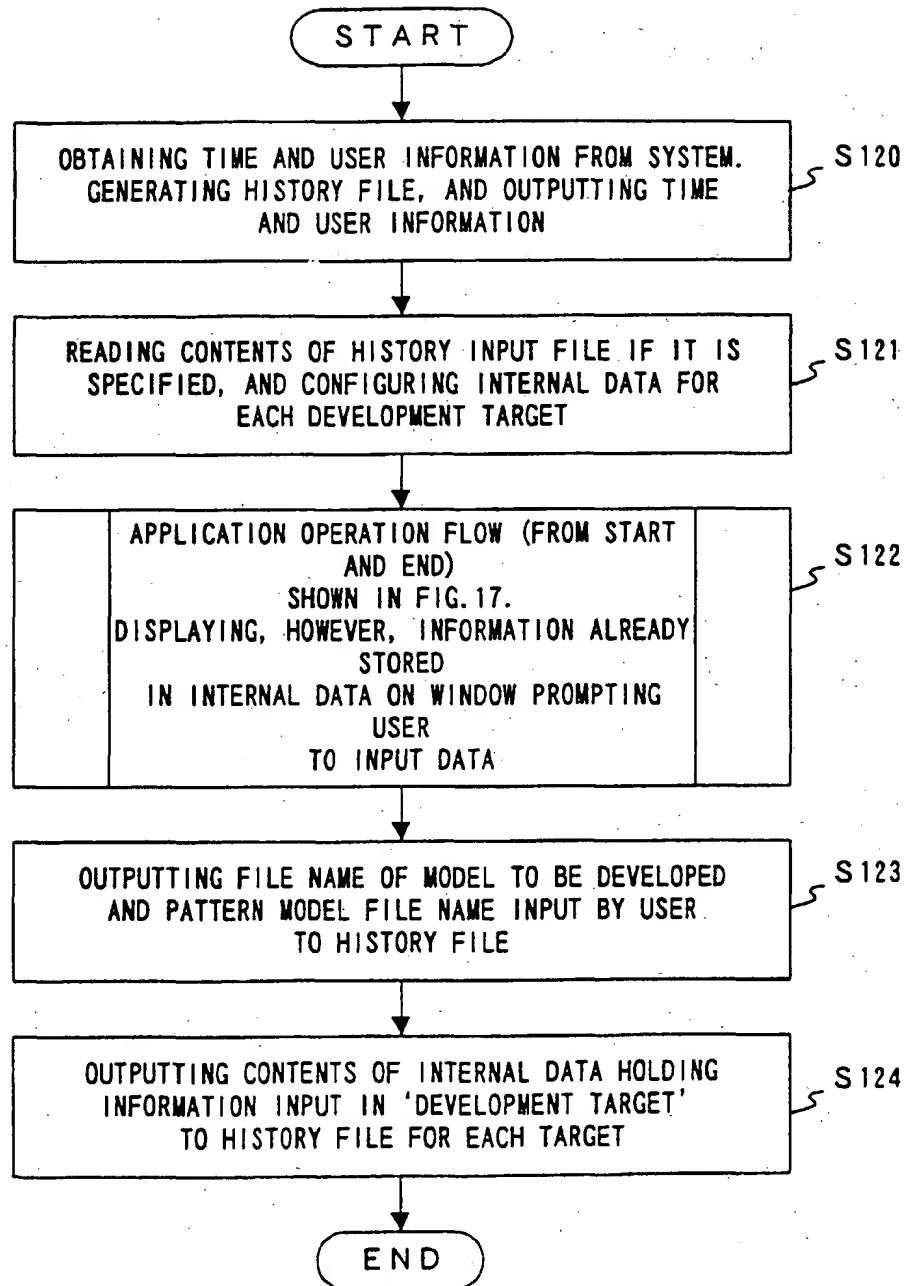 START
OBTAINING TIME AND USER INFORMATION FROM SYSTEM.
GENERATING HISTORY FILE, AND OUTPUTTING TIME
AND USER INFORMATION
S120
READING CONTENTS OF HISTORY INPUT FILE IF IT IS
SPECIFIED, AND CONFIGURING INTERNAL DATA FOR
EACH DEVELOPMENT TARGET
S121
APPLICATION OPERATION FLOW (FROM START
AND END)
SHOWN IN FIG.17.
DISPLAYING, HOWEVER, INFORMATION ALREADY
STORED
IN INTERNAL DATA ON WINDOW PROMPTING
USER
TO INPUT DATA
S122
OUTPUTTING FILE NAME OF MODEL TO BE DEVELOPED
AND PATTERN MODEL FILE NAME INPUT BY USER
TO HISTORY FILE
S123
OUTPUTTING CONTENTS OF INTERNAL DATA HOLDING
INFORMATION INPUT IN 'DEVELOPMENT TARGET'
TO HISTORY FILE FOR EACH TARGET
S124
END